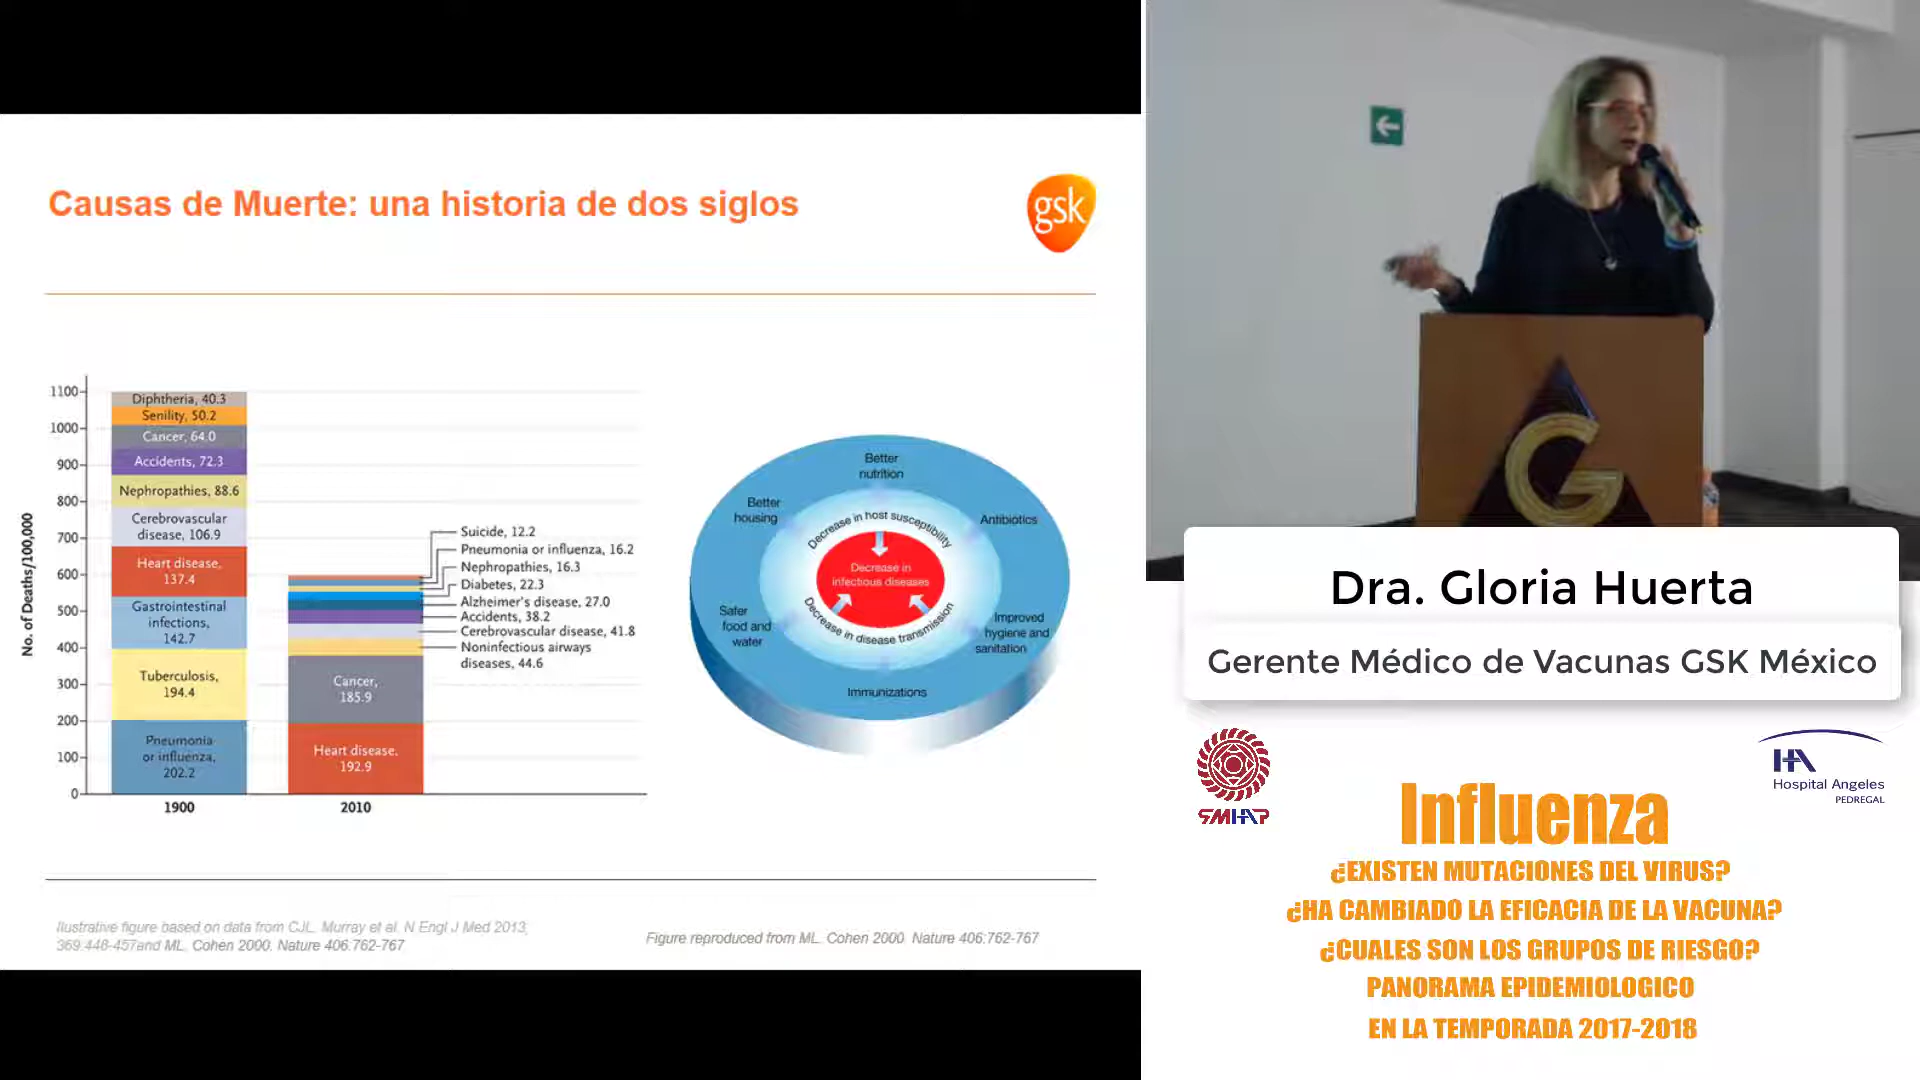 Causas de Muerte: una historia de dos siglos
gsk
No. of Deaths/100,000
1100
1000
900
800
700
600
500
400
300
200
100
0
Diphtheria, 40.3
Senility, 50.2
Cancer, 64.0
Accidents, 72.3
Nephropathies, 88.6
Cerebrovascular
disease, 106.9
Heart disease,
137.4
Gastrointestinal
infections,
142.7
Tuberculosis,
194.4
Pneumonia
or influenza,
202.2
1900
Suicide, 12.2
Pneumonia or influenza, 16.2
Nephropathies, 16.3
Diabetes, 22.3
Alzheimer's disease, 27.0
Accidents, 38.2
Cerebrovascular disease, 41.8
Noninfectious airways
diseases, 44.6
Cancer,
185.9
Heart disease,
192.9
2010
Better
nutrition
Better
housing
Antibiotics
Decrease in host susceptibility
Decrease in
infectious diseases
Decrease in disease transmission
Safer
food and
water
Improved
hygiene and
sanitation
Immunizations
Ilustrative figure based on data from CJL. Murray et al. N Engl J Med 2013;
369:448-457and ML. Cohen 2000. Nature 406:762-767
Figure reproduced from ML. Cohen 2000. Nature 406:762-767
G
Dra. Gloria Huerta
Gerente Médico de Vacunas GSK México
SMHAP
HA
Hospital Angeles
PEDREGAL
Influenza
¿EXISTEN MUTACIONES DEL VIRUS?
¿HA CAMBIADO LA EFICACIA DE LA VACUNA?
¿CUALES SON LOS GRUPOS DE RIESGO?
PANORAMA EPIDEMIOLOGICO
EN LA TEMPORADA 2017-2018